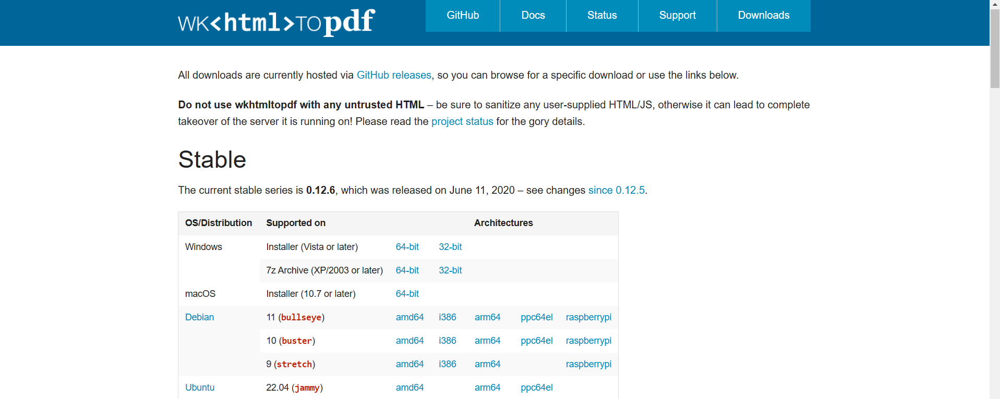 WK<html>TOpdf
GitHub Docs Status Support Downloads
All downloads are currently hosted via GitHub releases, so you can browse for a specific download or use the links below.
Do not use wkhtmltopdf with any untrusted HTML – be sure to sanitize any user-supplied HTML/JS, otherwise it can lead to complete
takeover of the server it is running on! Please read the project status for the gory details.
Stable
The current stable series is 0.12.6, which was released on June 11, 2020 – see changes since 0.12.5.
OS/Distribution Supported on Architectures
Windows Installer (Vista or later) 64-bit 32-bit
7z Archive (XP/2003 or later) 64-bit 32-bit
macOS Installer (10.7 or later) 64-bit
Debian 11 (bullseye) amd64 i386 arm64 ppc64el raspberrypi
10 (buster) amd64 i386 arm64 ppc64el raspberrypi
9 (stretch) amd64 i386 arm64 raspberrypi
Ubuntu 22.04 (jammy) amd64 arm64 ppc64el